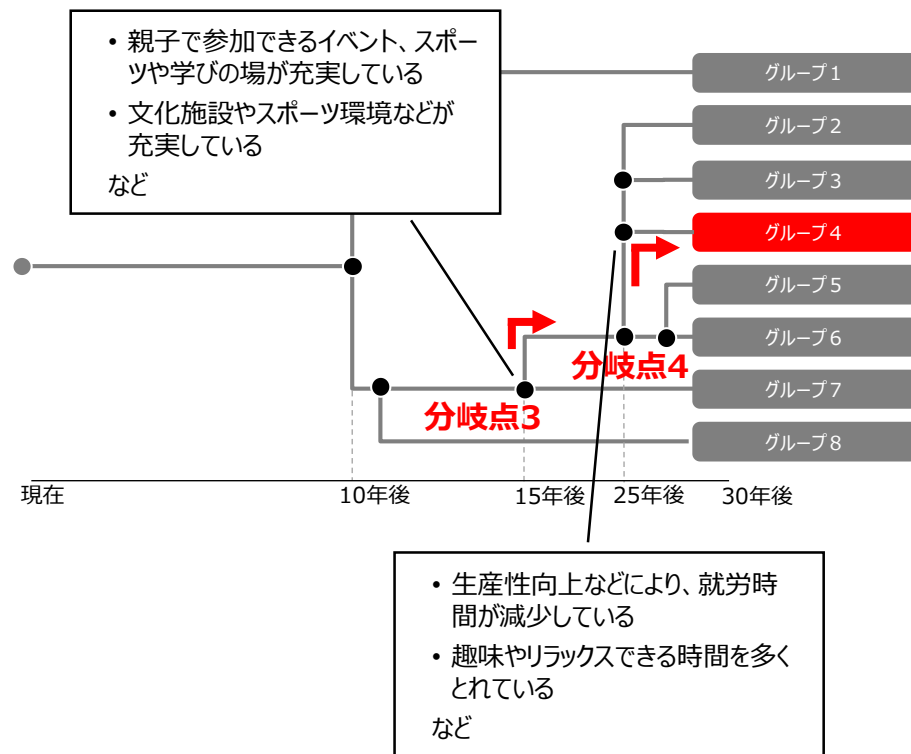 • 親子で参加できるイベント、スポー
ツや学びの場が充実している
• 文化施設やスポーツ環境などが
充実している
など
グループ1
グループ2
グループ3
グループ4
グループ5
グループ6
分岐点4
グループ7
分岐点3
グループ8
現在
10年後
15年後
25年後
30年後
• 生産性向上などにより、就労時
間が減少している
• 趣味やリラックスできる時間を多く
とれている
など